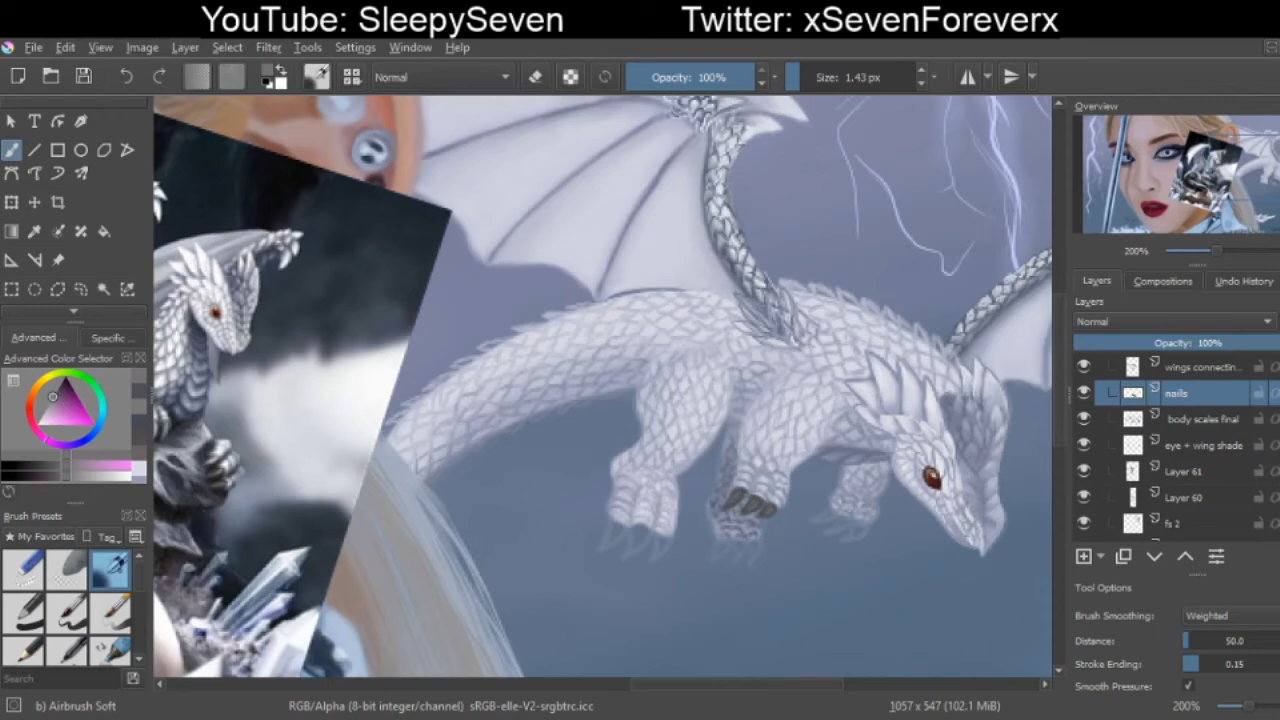 YouTube: SleepySeven Twitter: xSevenForeverx
File Edit View Image Layer Select Filter Tools Settings Window Help
Normal Opacity: 100% Size: 1.43 px
Overview
200%
Layers Compositions Undo History
Layers
Normal
Opacity: 100%
wings connectin...
nails
body scales final
eye + wing shade
Layer 61
Layer 60
fs 2
Advanced ... Specific ...
Advanced Color Selector
Brush Presets
★ My Favorites Tag
Search
Tool Options
Brush Smoothing: Weighted
Distance: 50.0
Stroke Ending: 0.15
Smooth Pressure: ✓
b) Airbrush Soft RGB/Alpha (8-bit integer/channel) sRGB-elle-V2-srgbtrc.icc 1057 x 547 (102.1 MiB) 200%